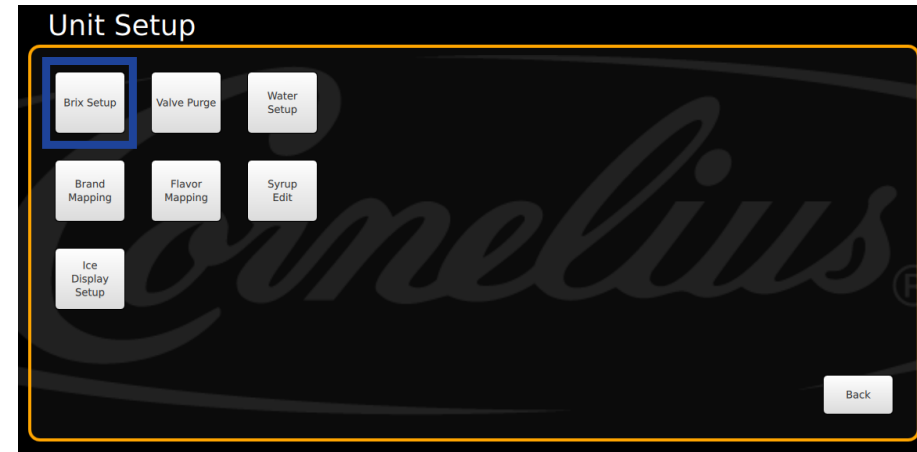 Unit Setup
Brix Setup
Valve Purge
Water
Setup
Brand
Mapping
Flavor
Mapping
Syrup
Edit
Ice
Display
Setup
Cornelius®
Back